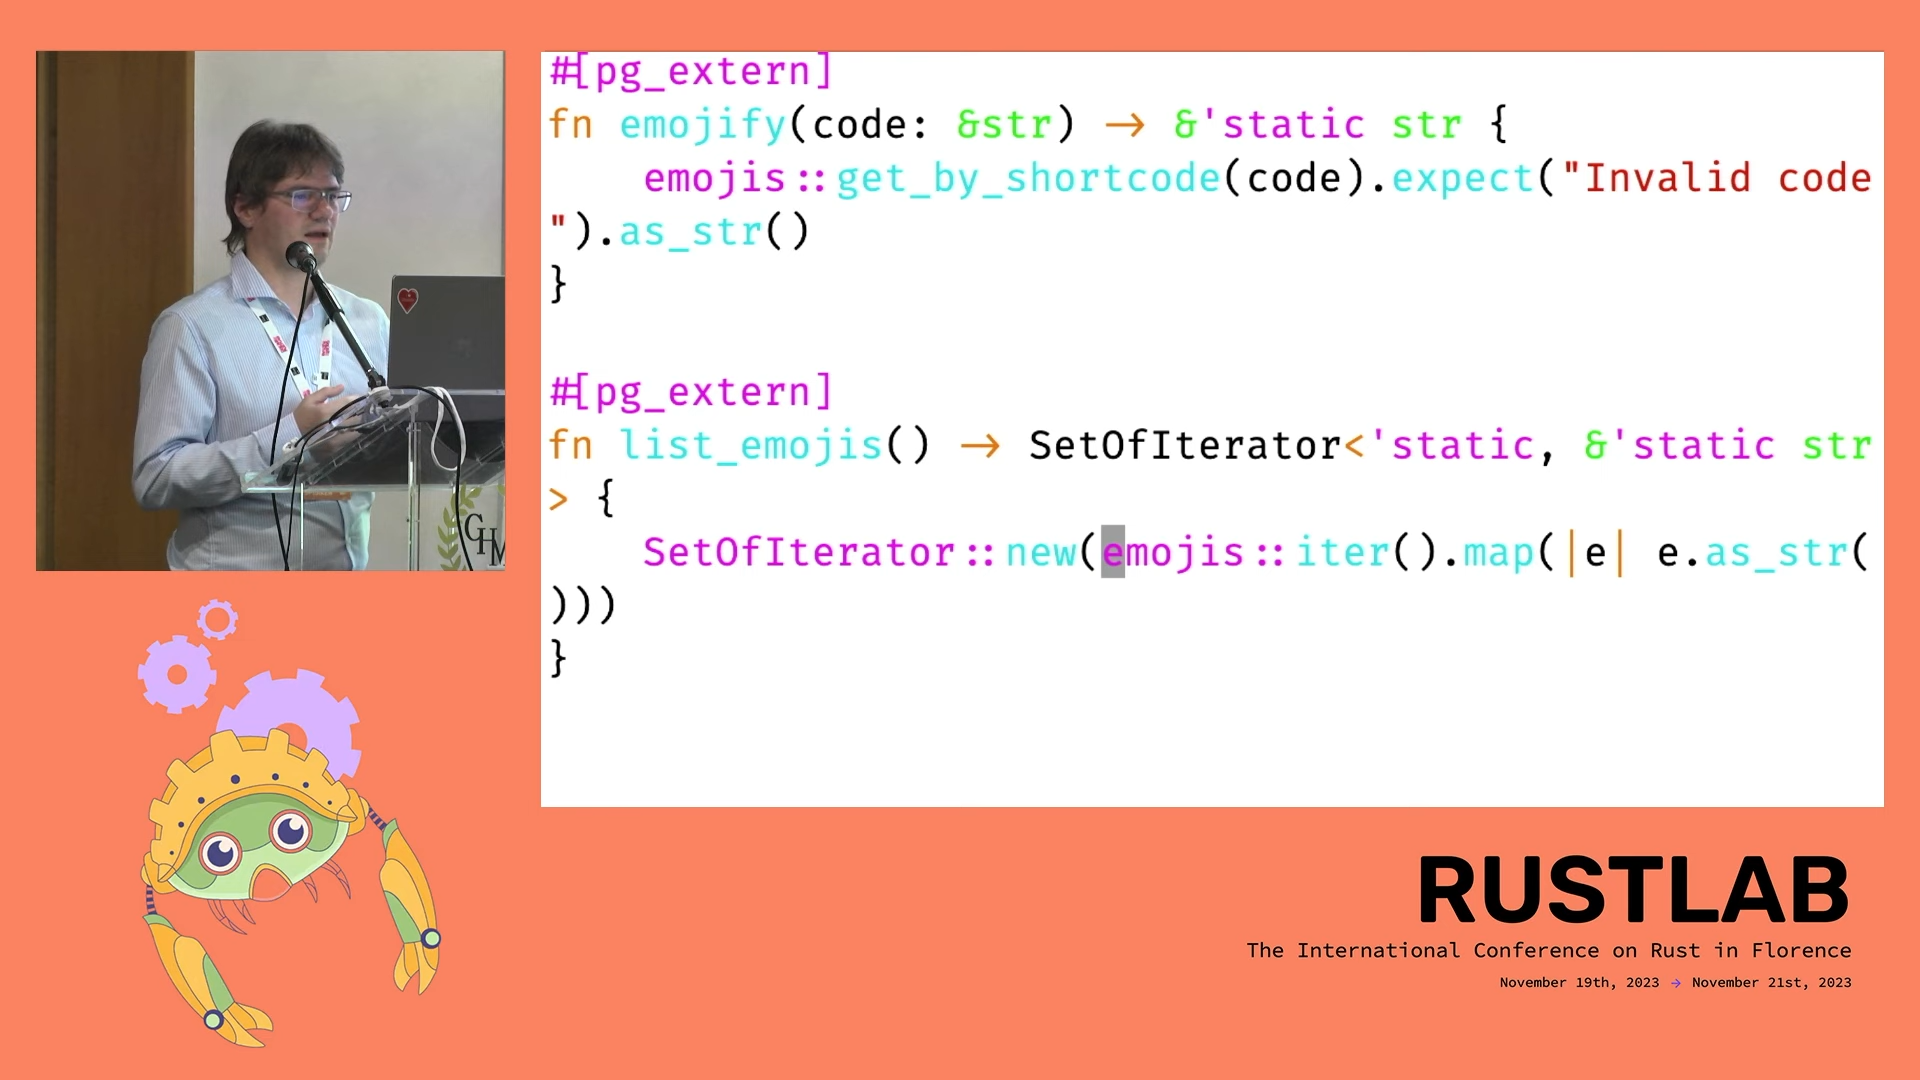 #[pg_extern]
fn emojify(code: &str) → &'static str {
    emojis::get_by_shortcode(code).expect("Invalid code
").as_str()
}
#[pg_extern]
fn list_emojis() → SetOfIterator<'static, &'static str
> {
    SetOfIterator::new(emojis::iter().map(|e| e.as_str(
)))
}
GHM
RUSTLAB
The International Conference on Rust in Florence
November 19th, 2023 → November 21st, 2023